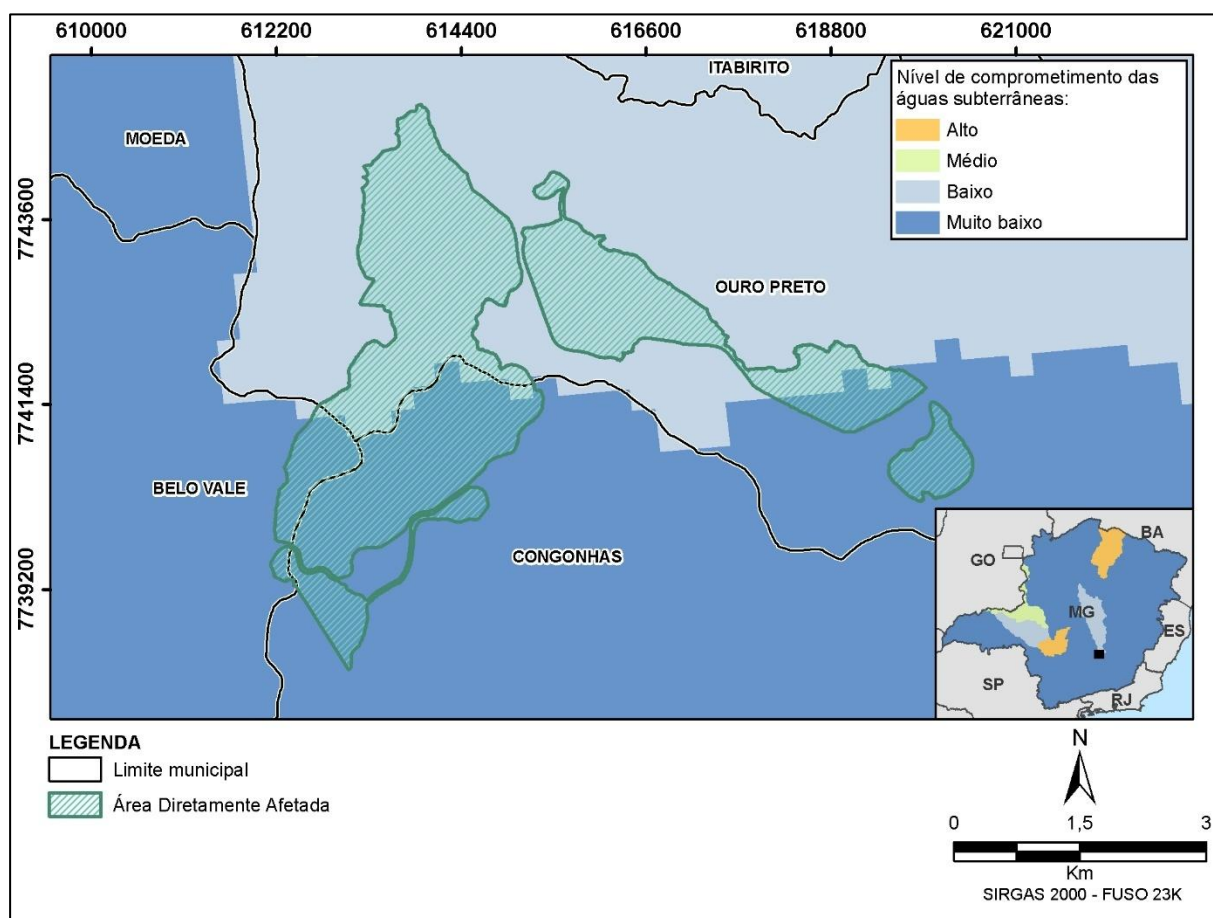 610000 612200 614400 616600 618800 621000
7743600
7741400
7739200
ITABIRITO
MOEDA
OURO PRETO
BELO VALE
CONGONHAS
Nível de comprometimento das
águas subterrâneas:
Alto
Médio
Baixo
Muito baixo
GO
BA
MG
ES
SP
RJ
LEGENDA
Limite municipal
Área Diretamente Afetada
N
0 1,5 3
Km
SIRGAS 2000 - FUSO 23K